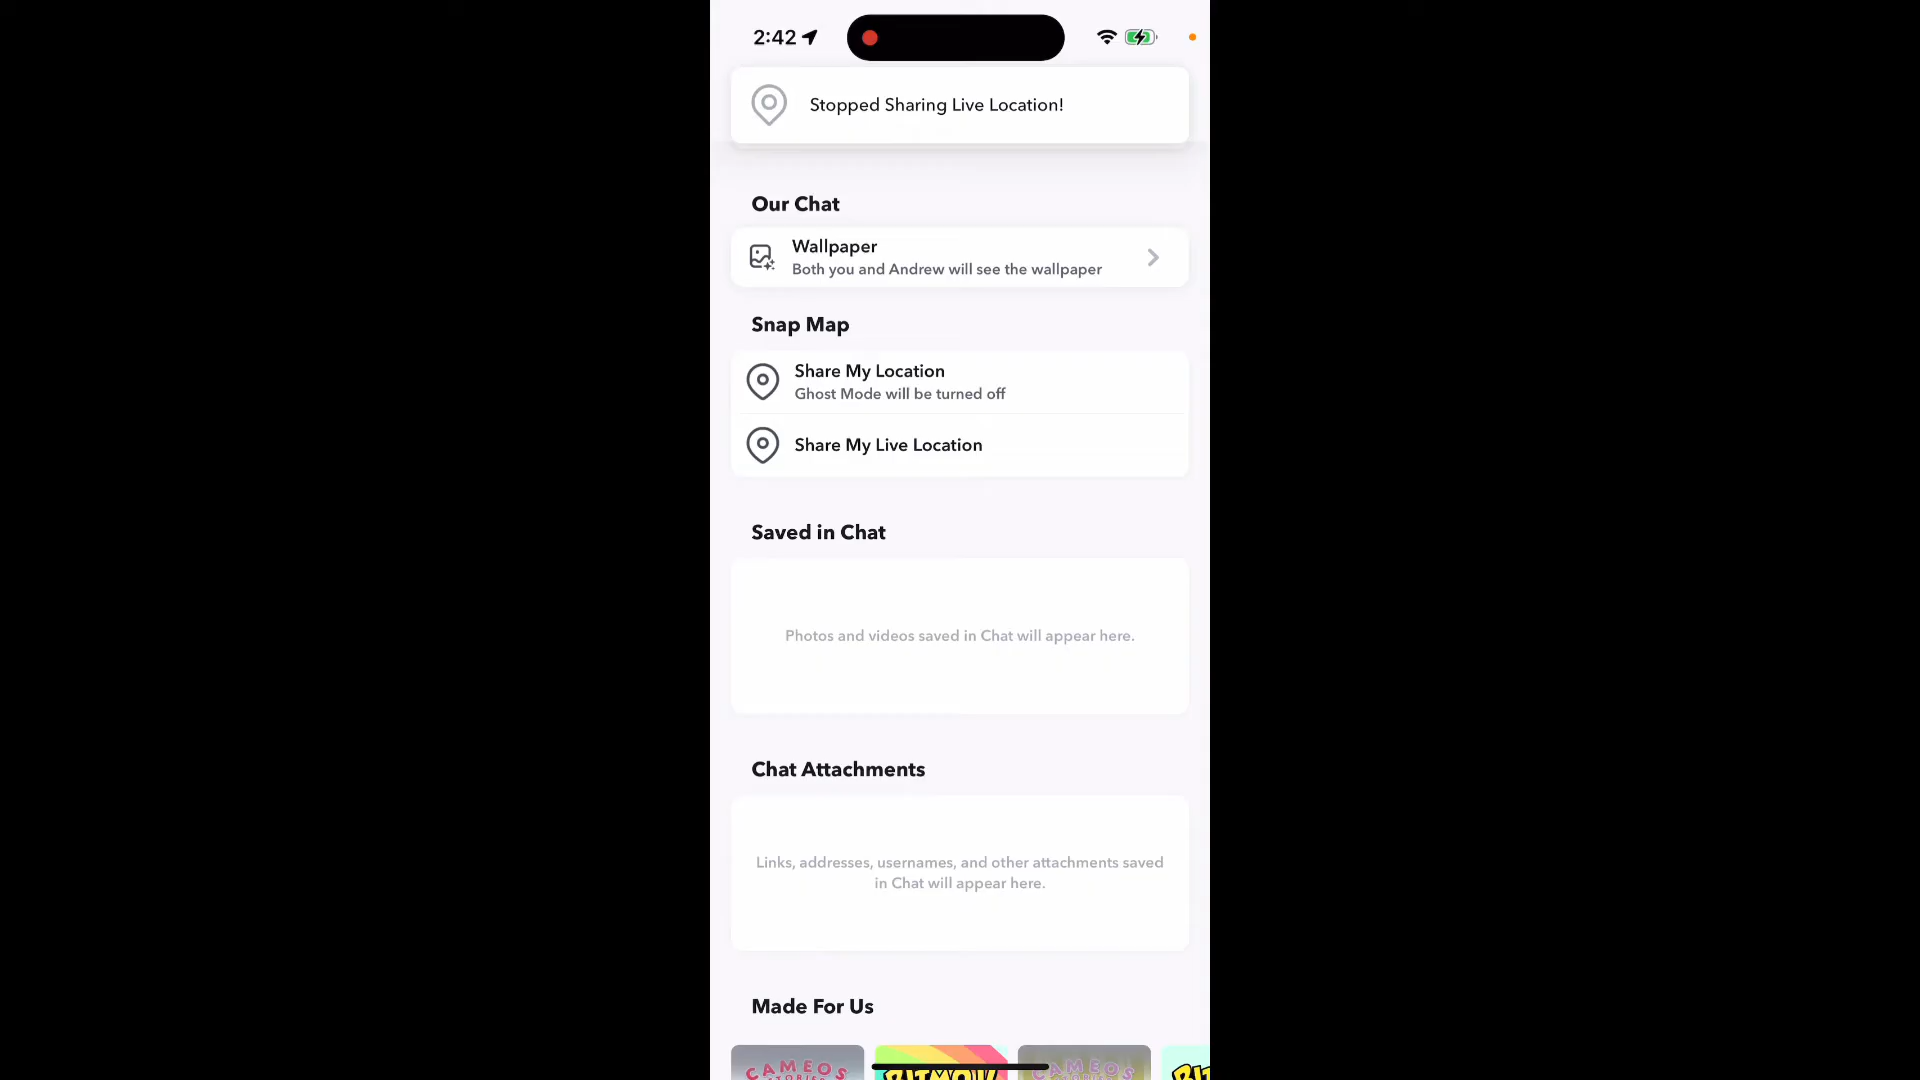 2:42
Stopped Sharing Live Location!
Our Chat
Wallpaper
Both you and Andrew will see the wallpaper
Snap Map
Share My Location
Ghost Mode will be turned off
Share My Live Location
Saved in Chat
Photos and videos saved in Chat will appear here.
Chat Attachments
Links, addresses, usernames, and other attachments saved
in Chat will appear here.
Made For Us
CAMEOS
BITMOJI
CAMEOS